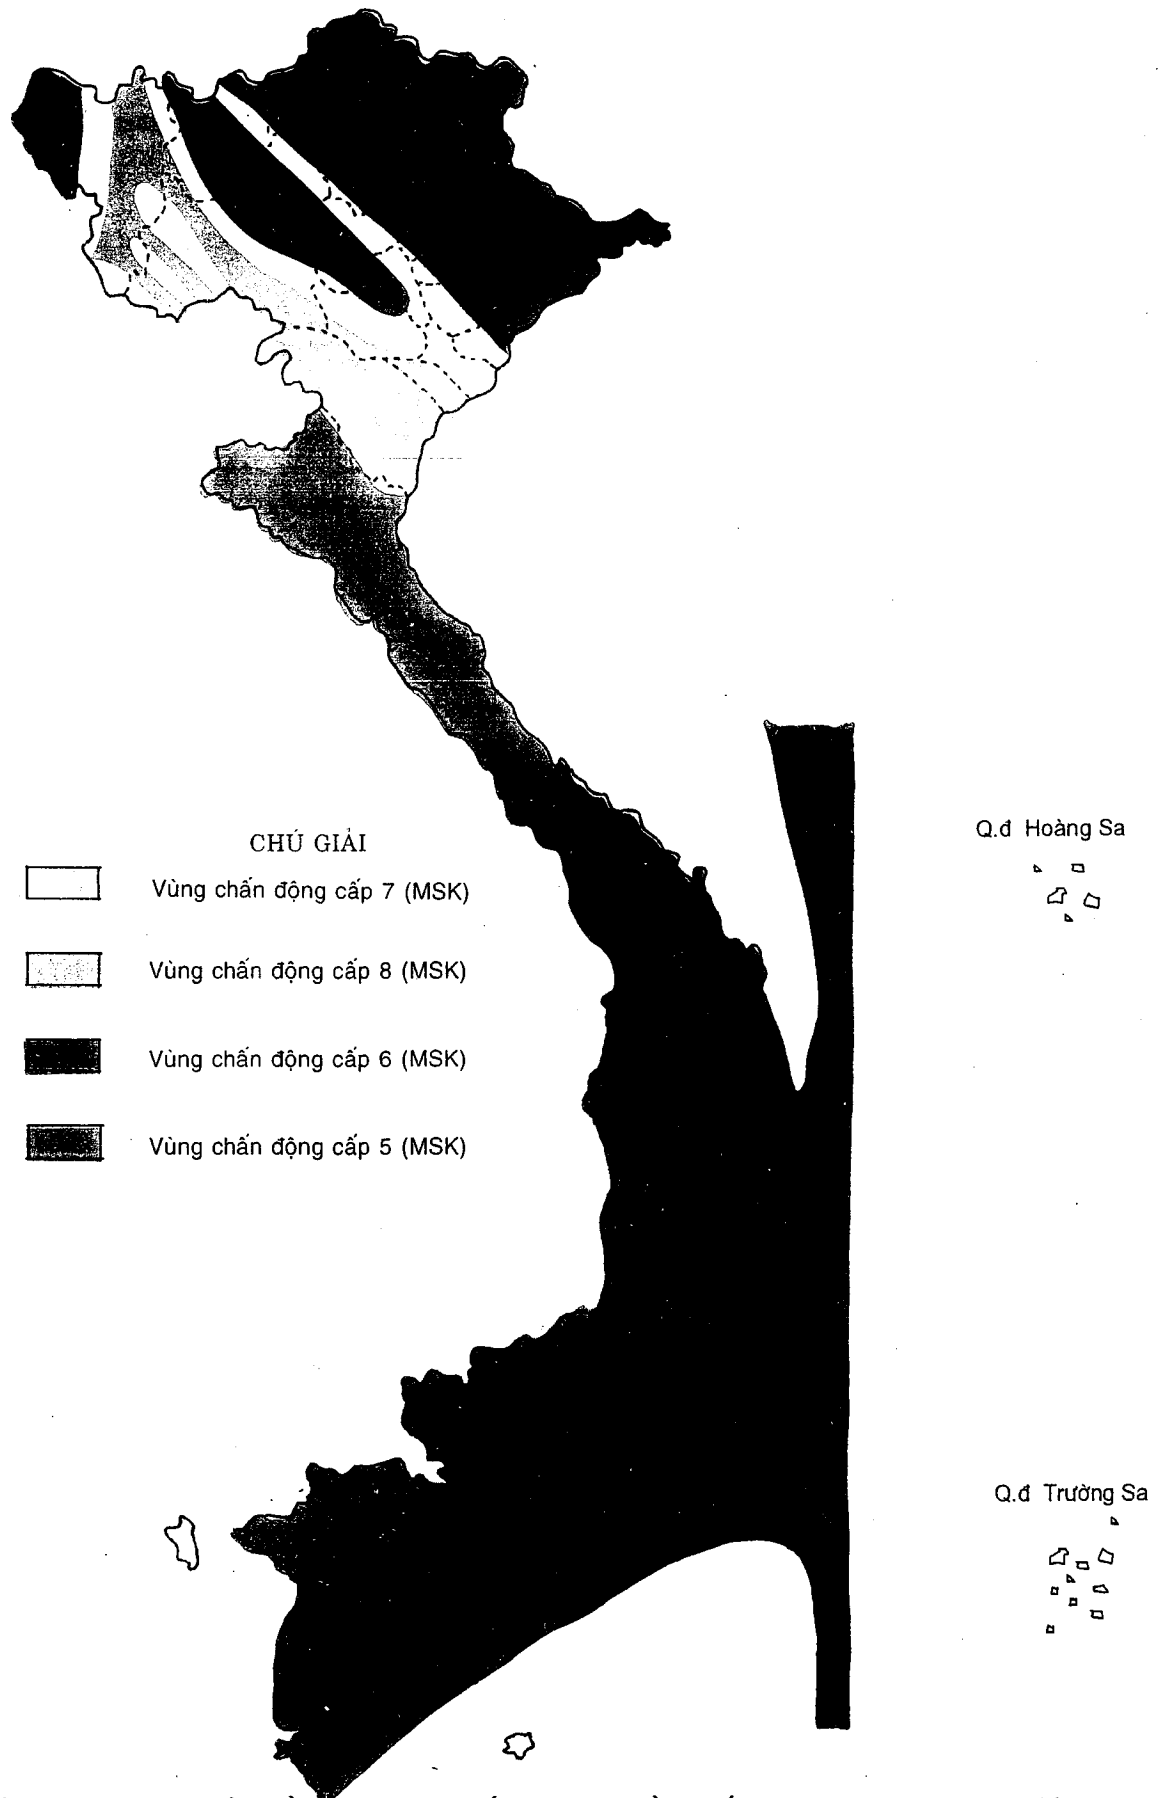 Q.đ Hoàng Sa
CHÚ GIẢI
Vùng chấn động cấp 7 (MSK)
Vùng chấn động cấp 8 (MSK)
Vùng chấn động cấp 6 (MSK)
Vùng chấn động cấp 5 (MSK)
Q.đ Trường Sa